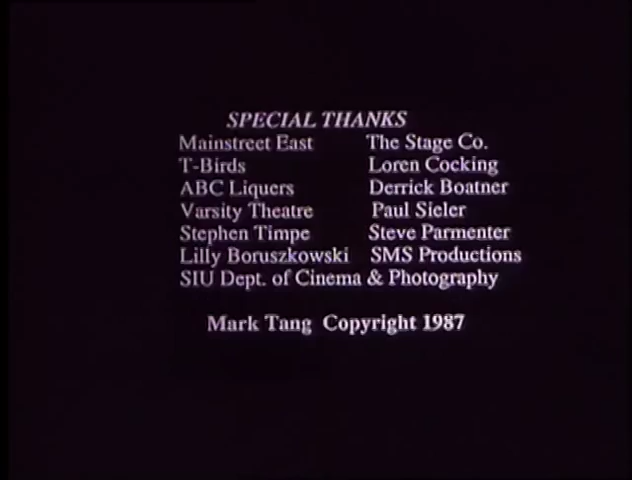 SPECIAL THANKS
Mainstreet East The Stage Co.
T-Birds Loren Cocking
ABC Liquers Derrick Boatner
Varsity Theatre Paul Sieler
Stephen Timpe Steve Parmenter
Lilly Boruszkowski SMS Productions
SIU Dept. of Cinema & Photography
Mark Tang Copyright 1987